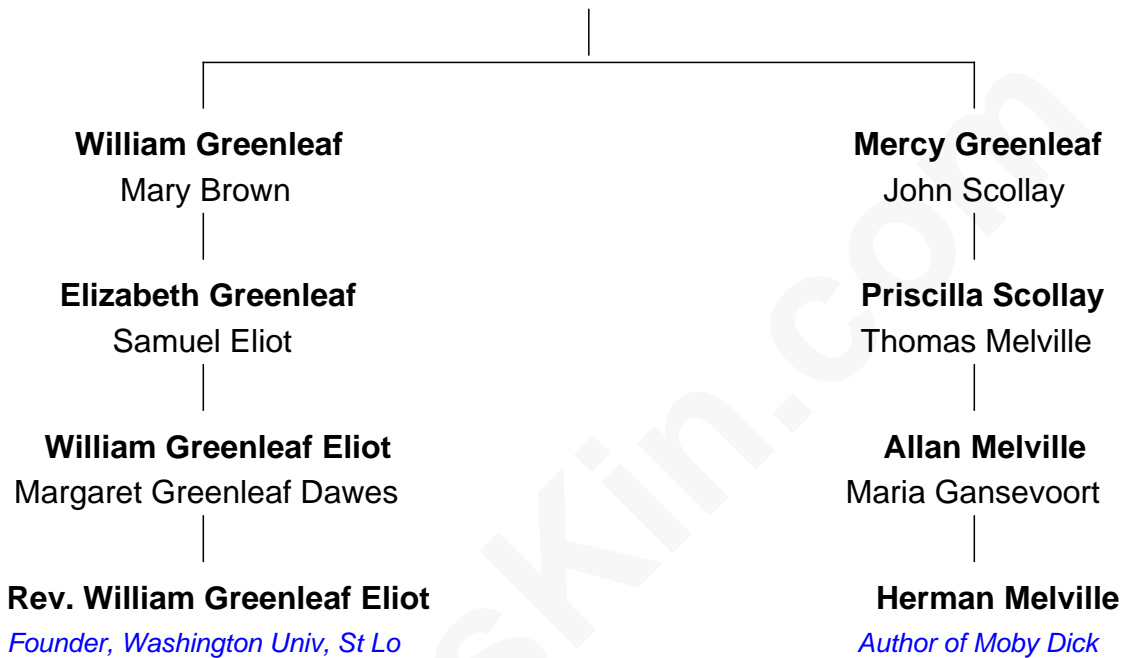 William Greenleaf
Mary Brown
Mercy Greenleaf
John Scollay
Elizabeth Greenleaf
Samuel Eliot
Priscilla Scollay
Thomas Melville
William Greenleaf Eliot
Margaret Greenleaf Dawes
Allan Melville
Maria Gansevoort
Rev. William Greenleaf Eliot
Founder, Washington Univ, St Lo
Herman Melville
Author of Moby Dick
sKin.com